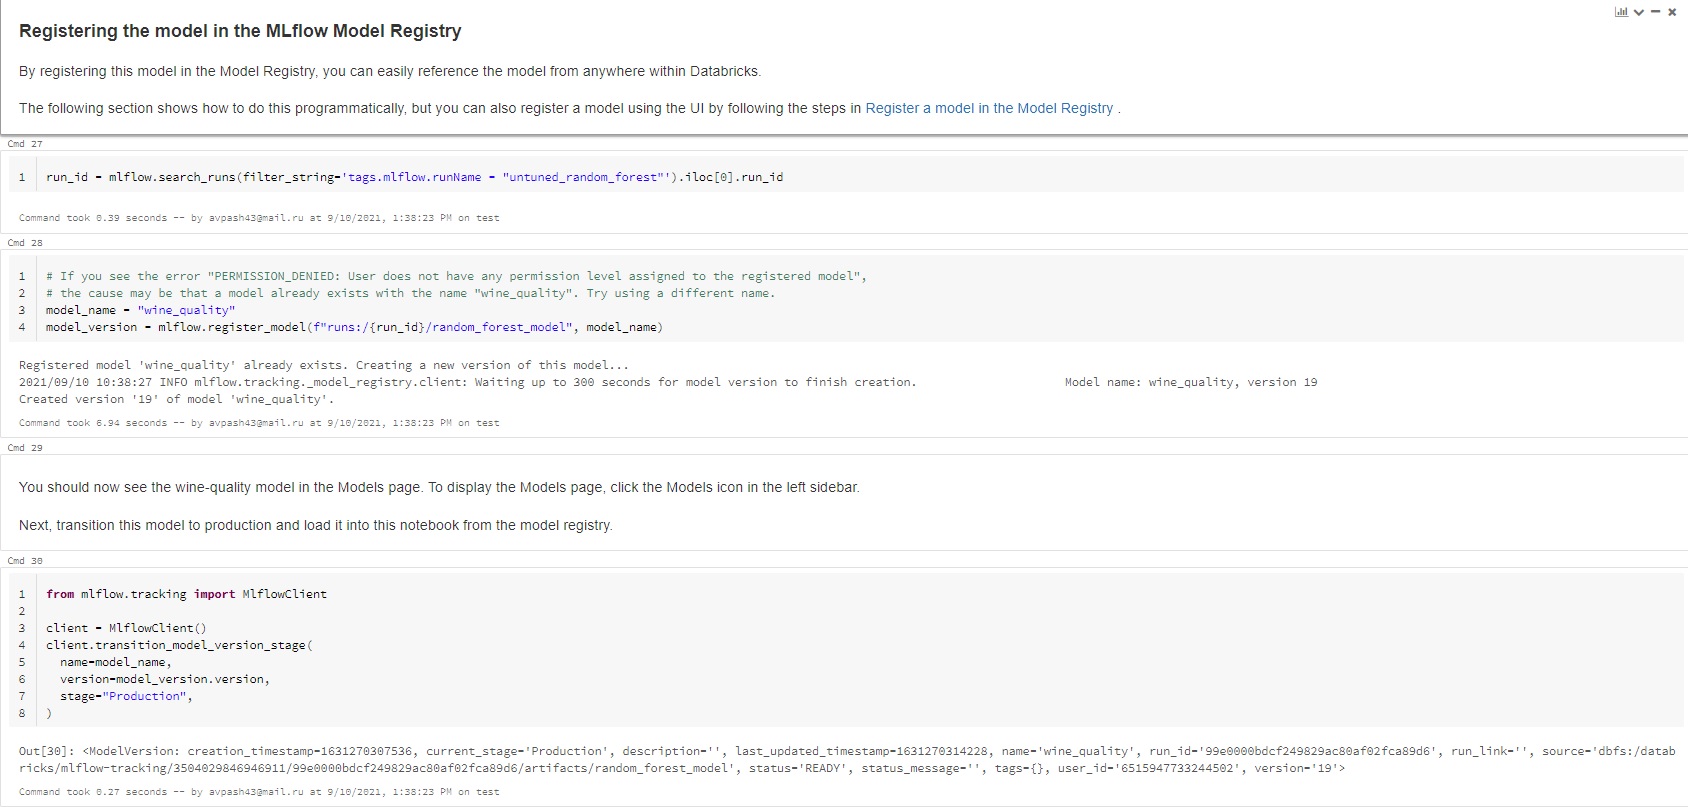 Registering the model in the MLflow Model Registry
By registering this model in the Model Registry, you can easily reference the model from anywhere within Databricks.
The following section shows how to do this programmatically, but you can also register a model using the UI by following the steps in Register a model in the Model Registry .
Cmd 27
1 run_id = mlflow.search_runs(filter_string='tags.mlflow.runName = "untuned_random_forest"').iloc[0].run_id
Command took 0.39 seconds -- by avpash43@mail.ru at 9/10/2021, 1:38:23 PM on test
Cmd 28
1 # If you see the error "PERMISSION_DENIED: User does not have any permission level assigned to the registered model",
2 # the cause may be that a model already exists with the name "wine_quality". Try using a different name.
3 model_name = "wine_quality"
4 model_version = mlflow.register_model(f"runs:/{run_id}/random_forest_model", model_name)
Registered model 'wine_quality' already exists. Creating a new version of this model...
2021/09/10 10:38:27 INFO mlflow.tracking._model_registry.client: Waiting up to 300 seconds for model version to finish creation. Model name: wine_quality, version 19
Created version '19' of model 'wine_quality'.
Command took 6.94 seconds -- by avpash43@mail.ru at 9/10/2021, 1:38:23 PM on test
Cmd 29
You should now see the wine-quality model in the Models page. To display the Models page, click the Models icon in the left sidebar.
Next, transition this model to production and load it into this notebook from the model registry.
Cmd 30
1 from mlflow.tracking import MlflowClient
2
3 client = MlflowClient()
4 client.transition_model_version_stage(
5 name=model_name,
6 version=model_version.version,
7 stage="Production",
8 )
Out[30]: <ModelVersion: creation_timestamp=1631270307536, current_stage='Production', description='', last_updated_timestamp=1631270314228, name='wine_quality', run_id='99e0000bdcf249829ac80af02fca89d6', run_link='', source='dbfs:/datab
ricks/mlflow-tracking/3504029846946911/99e0000bdcf249829ac80af02fca89d6/artifacts/random_forest_model', status='READY', status_message='', tags={}, user_id='6515947733244502', version='19'>
Command took 0.27 seconds -- by avpash43@mail.ru at 9/10/2021, 1:38:23 PM on test